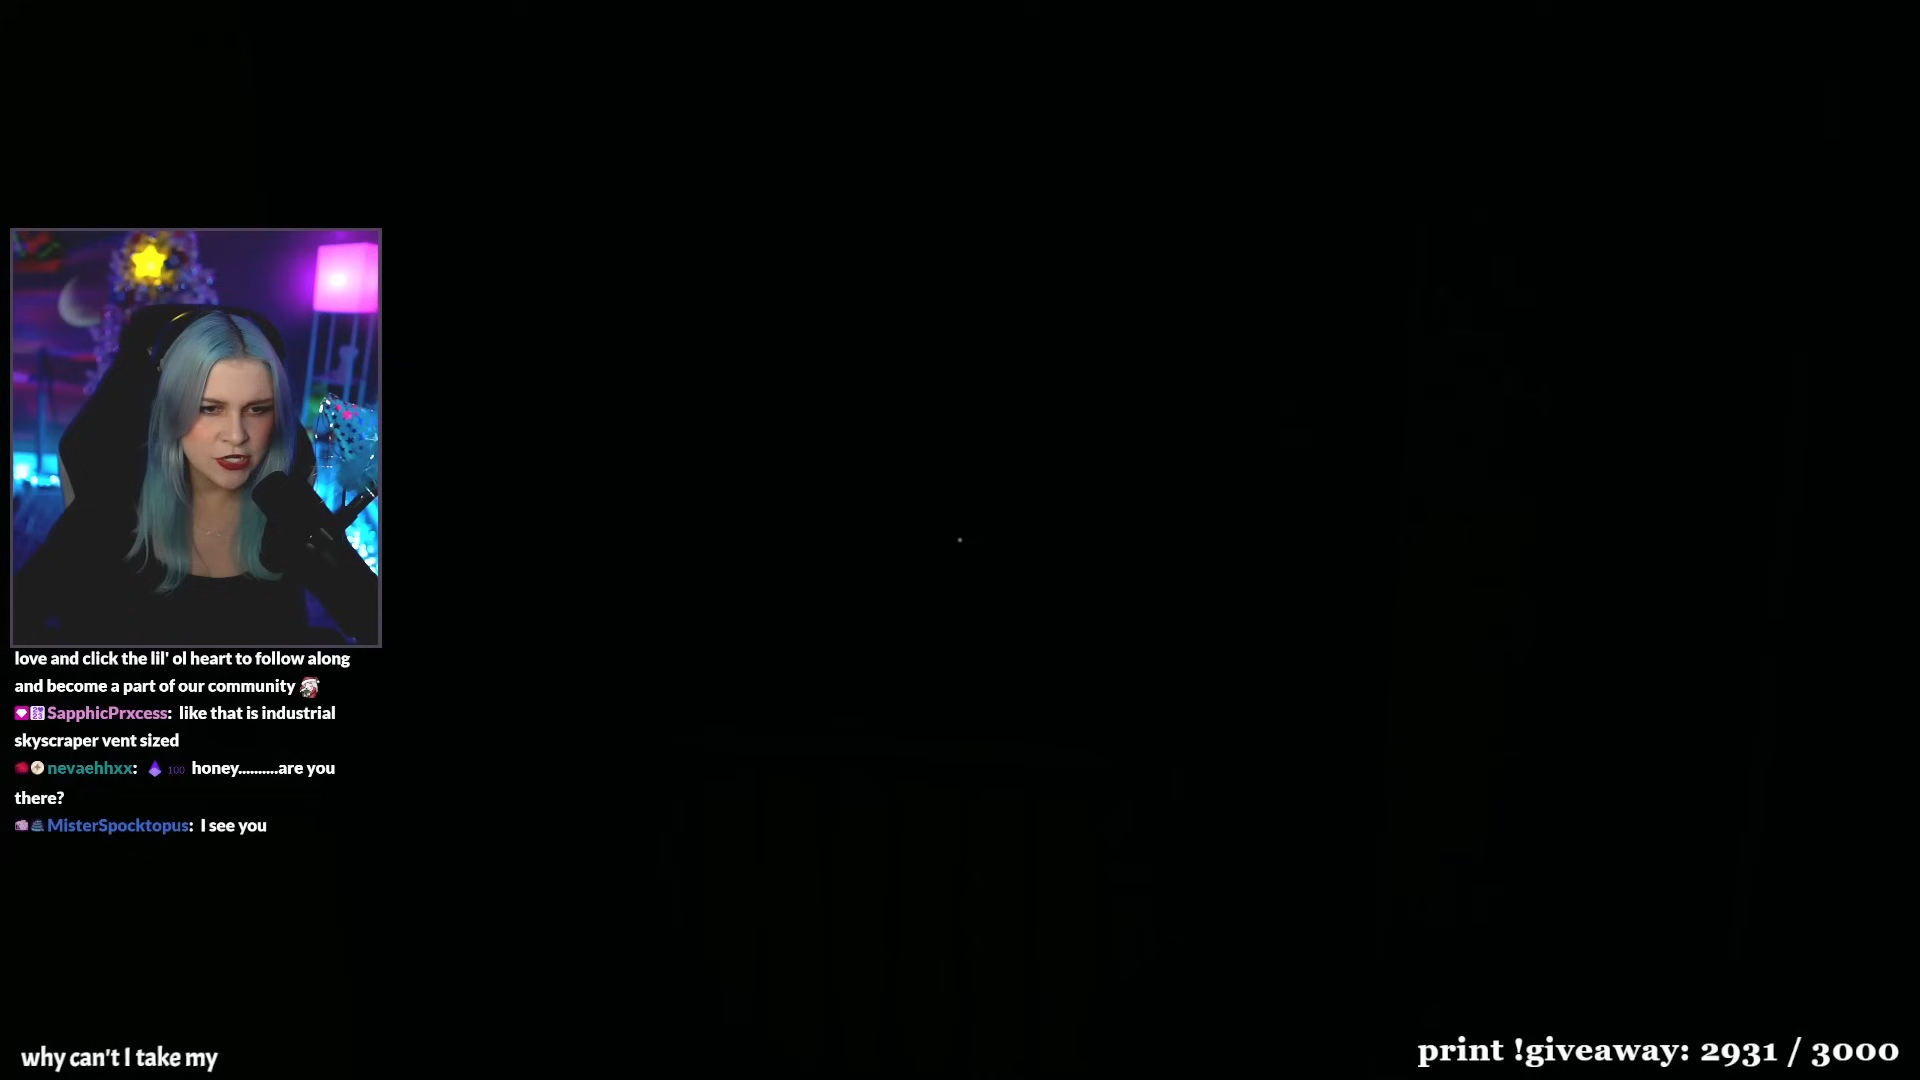 love and click the lil' ol heart to follow along
and become a part of our community
SapphicPrxcess: like that is industrial
skyscraper vent sized
nevaehhxx: 100 honey..........are you
there?
MisterSpocktopus: I see you
why can't I take my
print !giveaway: 2931 / 3000